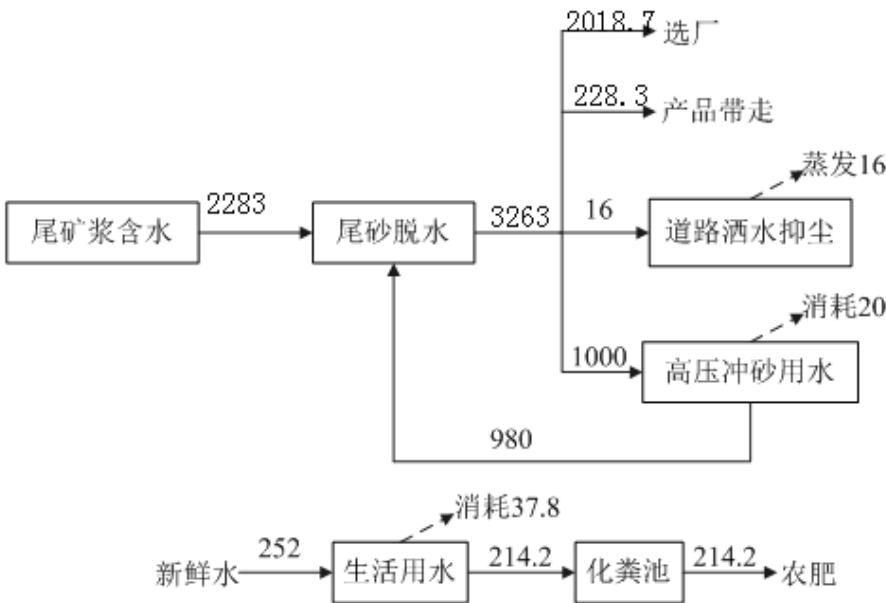 2018.7
选厂
228.3
产品带走
蒸发16
尾矿浆含水
2283
尾砂脱水
3263
16
道路洒水抑尘
消耗20
1000
高压冲砂用水
980
消耗37.8
新鲜水
252
生活用水
214.2
化粪池
214.2
农肥